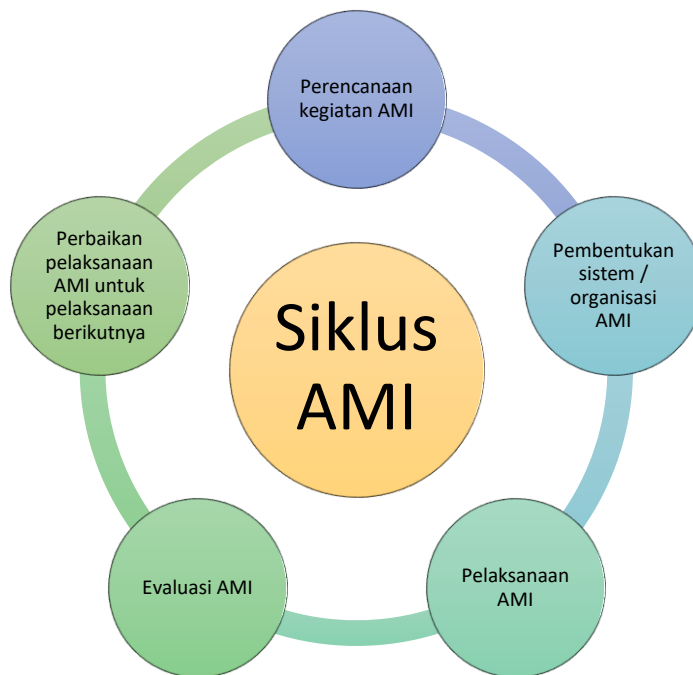 Perencanaan
kegiatan AMI
Pembentukan
sistem /
organisasi
AMI
Pelaksanaan
AMI
Evaluasi AMI
Perbaikan
pelaksanaan
AMI untuk
pelaksanaan
berikutnya
Siklus
AMI